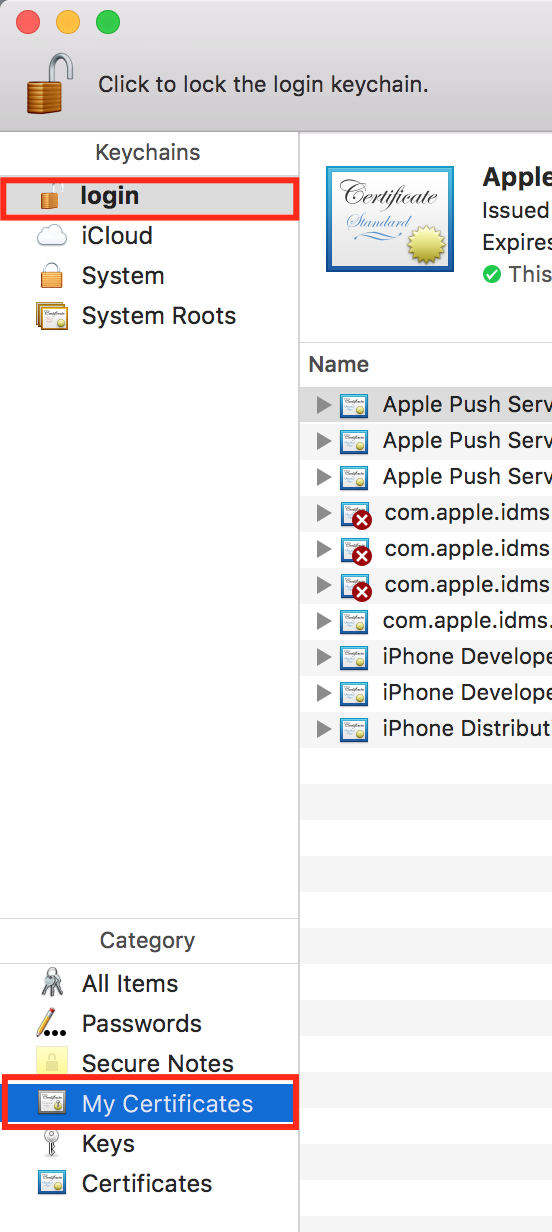 Click to lock the login keychain.
Keychains
login
iCloud
System
System Roots
Certificate
Standard
Apple
Issued
Expires
This
Name
Apple Push Serv
Apple Push Serv
Apple Push Serv
com.apple.idms
com.apple.idms
com.apple.idms
com.apple.idms.
iPhone Develope
iPhone Develope
iPhone Distribut
Category
All Items
Passwords
Secure Notes
My Certificates
Keys
Certificates